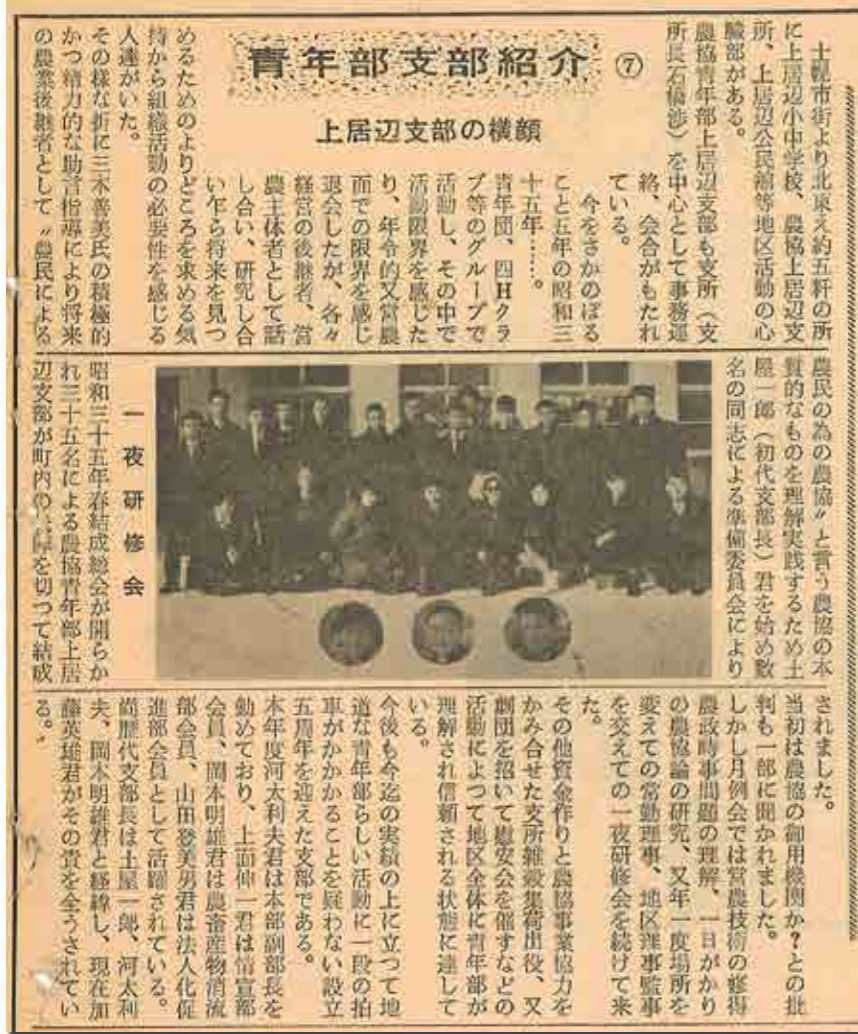 青年部支部紹介 ⑦
上居辺支部の横顔
士幌市街より北東え約五粁の所
に上居辺小中学校、農協上居辺支
所、上居辺公民館等地区活動の心
臓部がある。
農協青年部上居辺支部も支所（支
所長石橋渉）を中心として事務連
絡、会合がもたれ
ている。
今をさかのぼる
こと五年の昭和三
十五年……。
青年団、四Hクラ
ブ等のグループで
活動し、その中で
活動限界を感じた
り、年令的又営農
面での限界を感じ
退会したが、各々
経営の後継者、営
農主体者として話
し合い、研究し合
い乍ら将来を見つ
めるためのよりどころを求める気
持から組織活動の必要性を感じる
人達がいた。
その様な折に三木善美氏の積極的
かつ精力的な助言指導により将来
の農業後継者として〃農民による
農民の為の農協〃と言う農協の本
質的なものを理解実践するため土
屋一郎（初代支部長）君を始め数
名の同志による準備委員会により
一夜研修会
昭和三十五年春結成総会が開らか
れ三十五名による農協青年部上居
辺支部が町内の を切つて結成
されました。
当初は農協の御用機関か？との批
判も一部に聞かれました。
しかし月例会では営農技術の修得
農政時事問題の理解、一日がかり
の農協論の研究、又年一度場所を
変えての常勤理事、地区理事監事
を交えての一夜研修会を続けて来
た。
その他資金作りと農協事業協力を
かみ合せた支所雑穀集荷出役、又
劇団を招いて慰安会を催すなどの
活動によつて地区全体に青年部が
理解され信頼される状態に達して
いる。
今後も今迄の実績の上に立つて地
道な青年部らしい活動に一段の拍
車がかかることを疑わない設立
五周年を迎えた支部である。
本年度河太利夫君は本部副部長を
勤めており、上面伸一君は情宣部
会員、岡本明雄君は農畜産物消流
部会員、山田登美男君は法人化促
進部会員として活躍されている。
尚歴代支部長は土屋一郎、河太利
夫、岡本明雄君と経緯し、現在加
藤英雄君がその責を全うされてい
る。